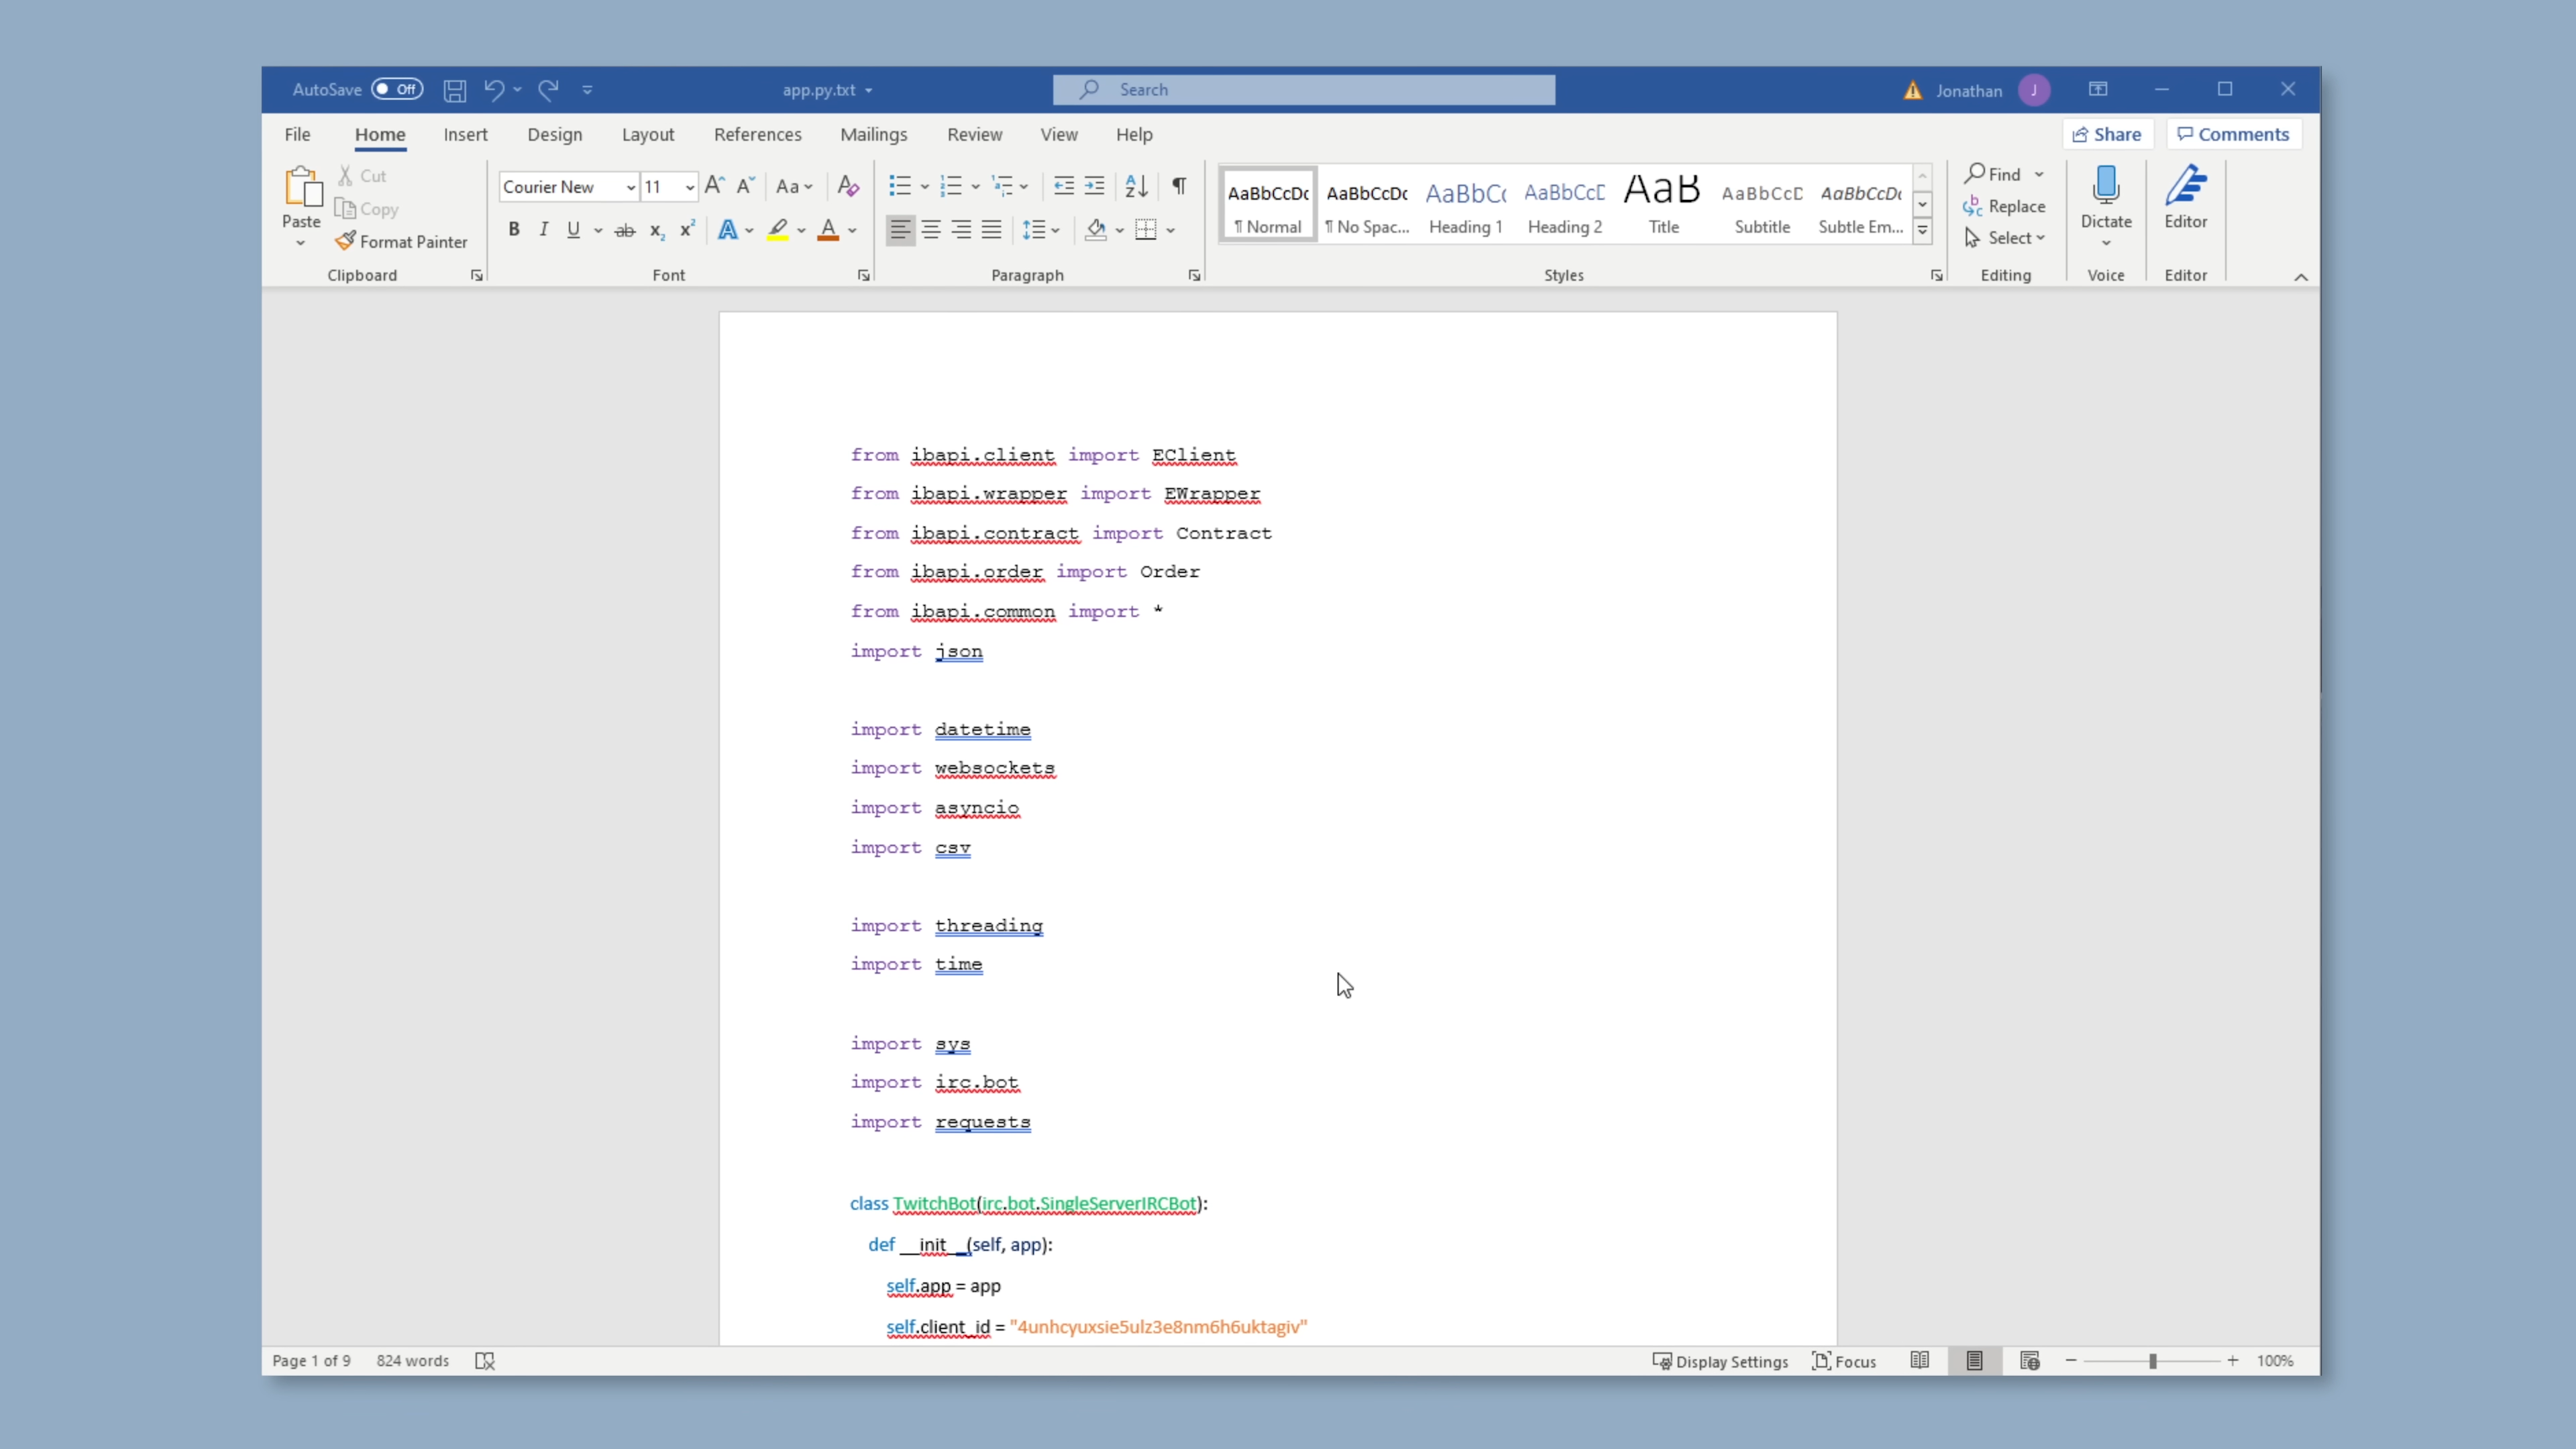 AutoSave Off app.py.txt Search Jonathan J
File Home Insert Design Layout References Mailings Review View Help Share Comments
Paste Cut Copy Format Painter Clipboard
Courier New 11 Aa Font
Paragraph
AaBbCcDc ¶ Normal
AaBbCcDc ¶ No Spac...
AaBbC( Heading 1
AaBbCcD Heading 2
AaB Title
AaBbCcD Subtitle
AaBbCcDc Subtle Em...
Styles
Find Replace Select Editing
Dictate Voice
Editor Editor
from ibapi.client import EClient
from ibapi.wrapper import EWrapper
from ibapi.contract import Contract
from ibapi.order import Order
from ibapi.common import *
import json
import datetime
import websockets
import asyncio
import csv
import threading
import time
import sys
import irc.bot
import requests
class TwitchBot(irc.bot.SingleServerIRCBot):
def __init__(self, app):
self.app = app
self.client_id = "4unhcyuxsie5ulz3e8nm6h6uktagiv"
Page 1 of 9 824 words Display Settings Focus 100%